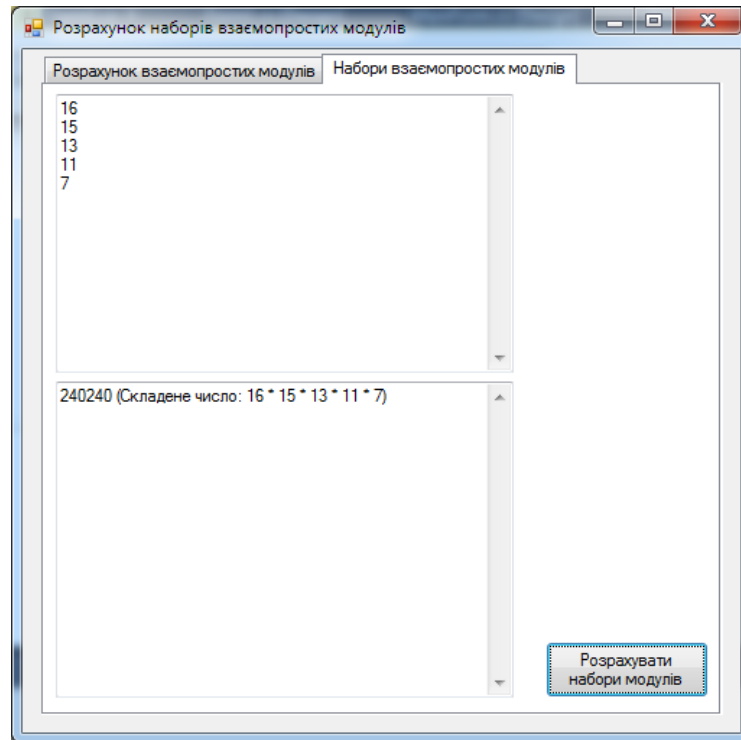 Розрахунок наборів взаємопростих модулів
Розрахунок взаємопростих модулів
Набори взаємопростих модулів
16
15
13
11
7
240240 (Складене число: 16 * 15 * 13 * 11 * 7)
Розрахувати
набори модулів